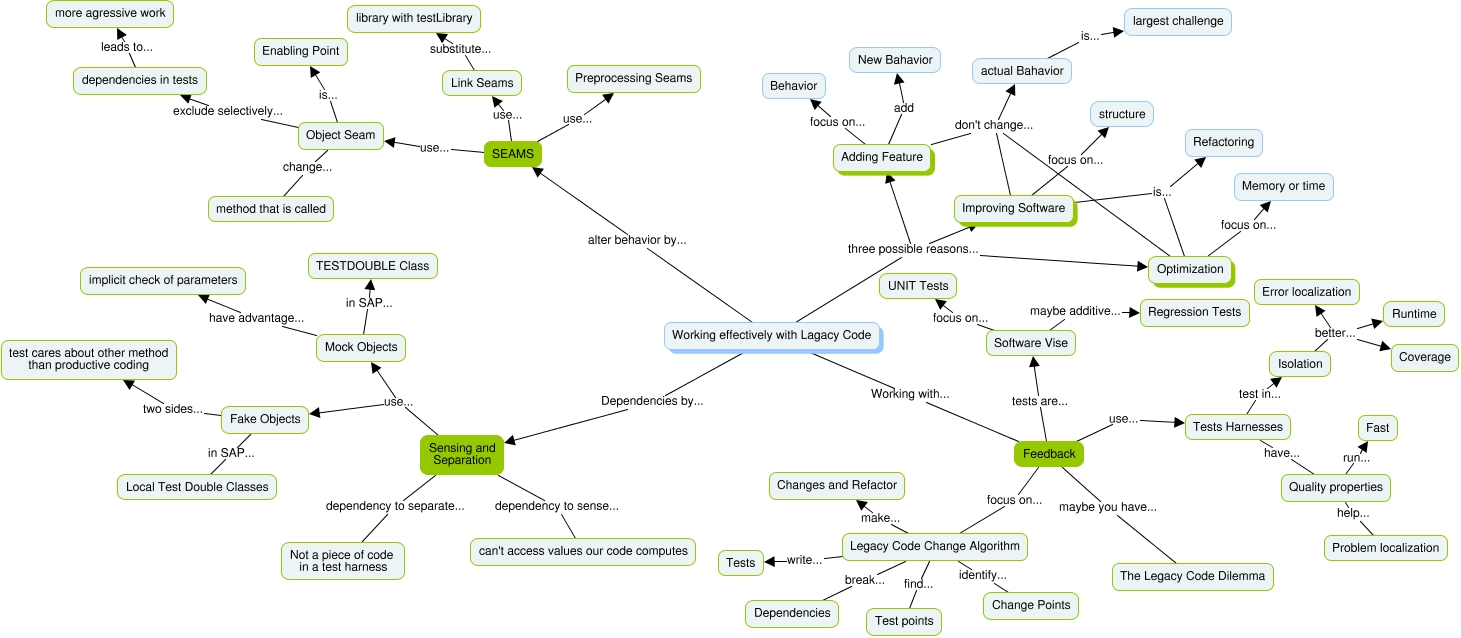 more agressive work
leads to...
dependencies in tests
exclude selectively...
Enabling Point
is...
Object Seam
change...
method that is called
library with testLibrary
substitute...
Link Seams
use...
Preprocessing Seams
use...
use...
SEAMS
alter behavior by...
Behavior
focus on...
New Bahavior
add
Adding Feature
actual Bahavior
is...
largest challenge
don't change...
structure
focus on...
Improving Software
Refactoring
is...
Memory or time
focus on...
Optimization
three possible reasons...
Working effectively with Lagacy Code
implicit check of parameters
have advantage...
TESTDOUBLE Class
in SAP...
Mock Objects
test cares about other method
than productive coding
two sides...
Fake Objects
use...
in SAP...
Local Test Double Classes
Dependencies by...
Sensing and
Separation
dependency to separate...
Not a piece of code
in a test harness
dependency to sense...
can't access values our code computes
Working with...
UNIT Tests
focus on...
Software Vise
maybe additive...
Regression Tests
tests are...
Feedback
use...
Tests Harnesses
test in...
Isolation
better...
Error localization
Runtime
Coverage
have...
Quality properties
run...
Fast
help...
Problem localization
focus on...
maybe you have...
The Legacy Code Dilemma
Legacy Code Change Algorithm
make...
Changes and Refactor
write...
Tests
break...
Dependencies
find...
Test points
identify...
Change Points